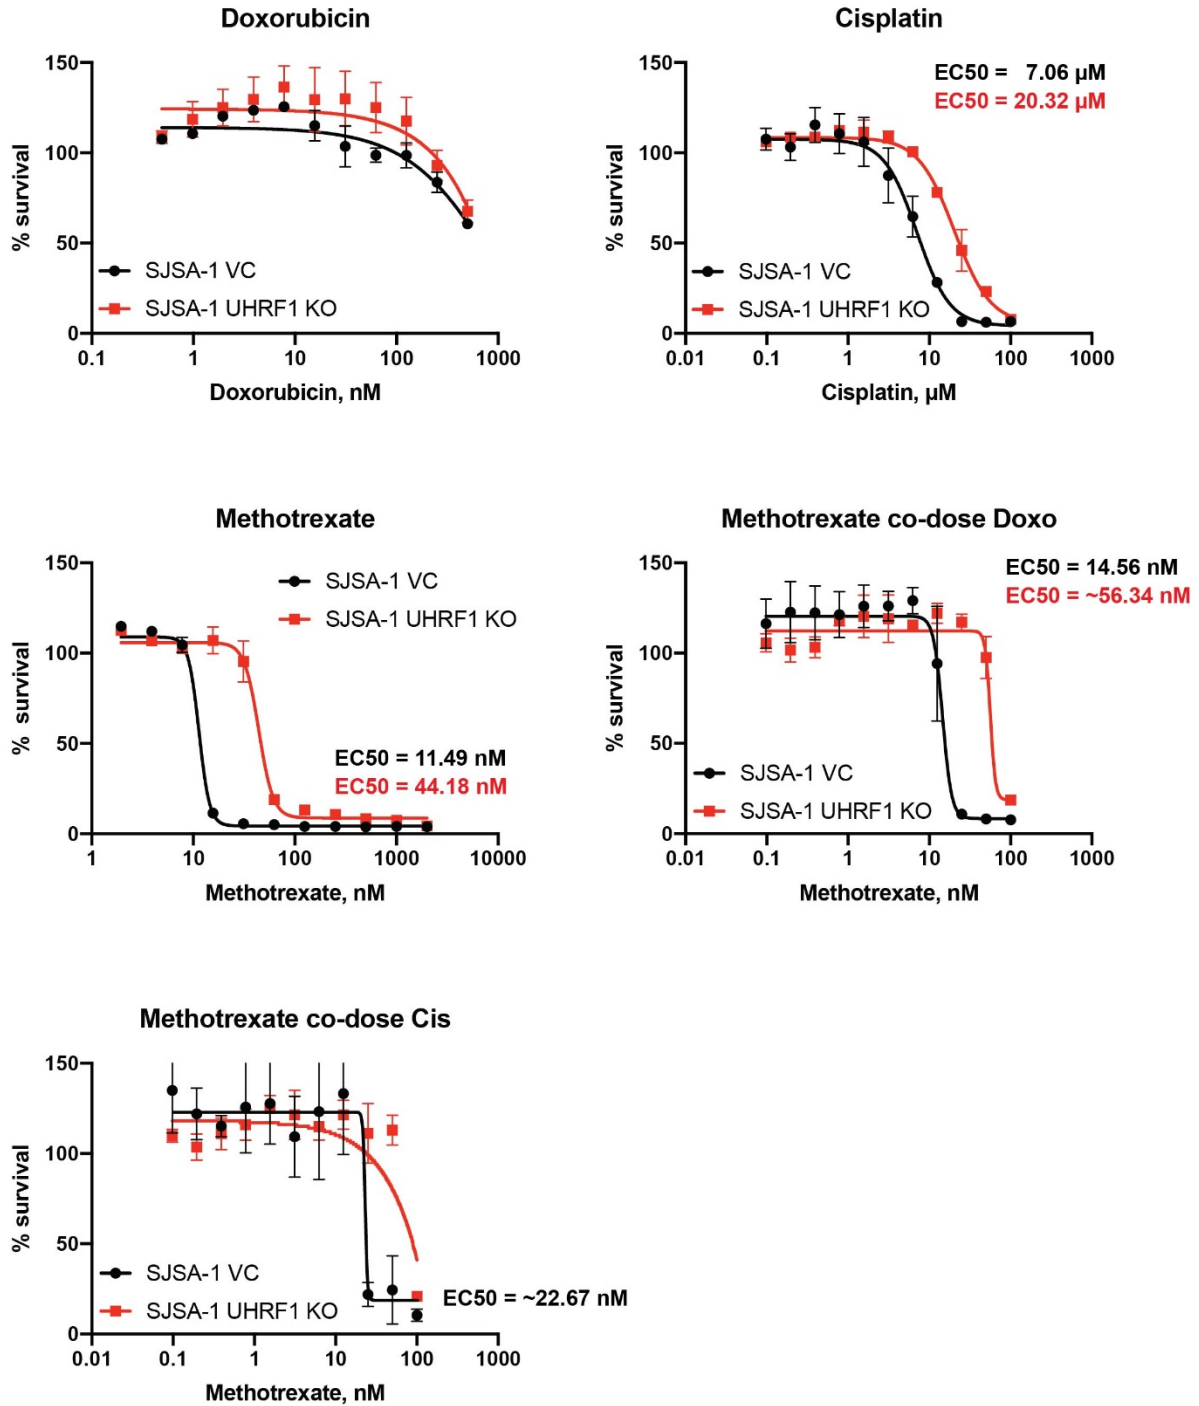 Doxorubicin
% survival
150
100
50
0
SJSA-1 VC
SJSA-1 UHRF1 KO
0.1 1 10 100 1000
Doxorubicin, nM
Cisplatin
% survival
150
100
50
0
EC50 = 7.06 µM
EC50 = 20.32 µM
SJSA-1 VC
SJSA-1 UHRF1 KO
0.01 0.1 1 10 100 1000
Cisplatin, µM
Methotrexate
% survival
150
100
50
0
SJSA-1 VC
SJSA-1 UHRF1 KO
EC50 = 11.49 nM
EC50 = 44.18 nM
1 10 100 1000 10000
Methotrexate, nM
Methotrexate co-dose Doxo
% survival
150
100
50
0
EC50 = 14.56 nM
EC50 = ~56.34 nM
SJSA-1 VC
SJSA-1 UHRF1 KO
0.01 0.1 1 10 100 1000
Methotrexate, nM
Methotrexate co-dose Cis
% survival
150
100
50
0
SJSA-1 VC
SJSA-1 UHRF1 KO
EC50 = ~22.67 nM
0.01 0.1 1 10 100 1000
Methotrexate, nM